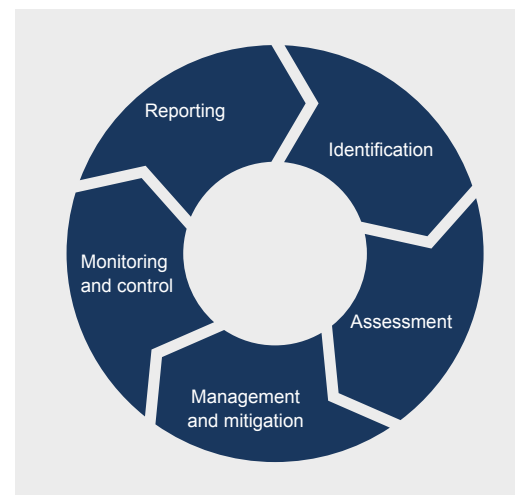 Reporting
Identification
Assessment
Management
and mitigation
Monitoring
and control